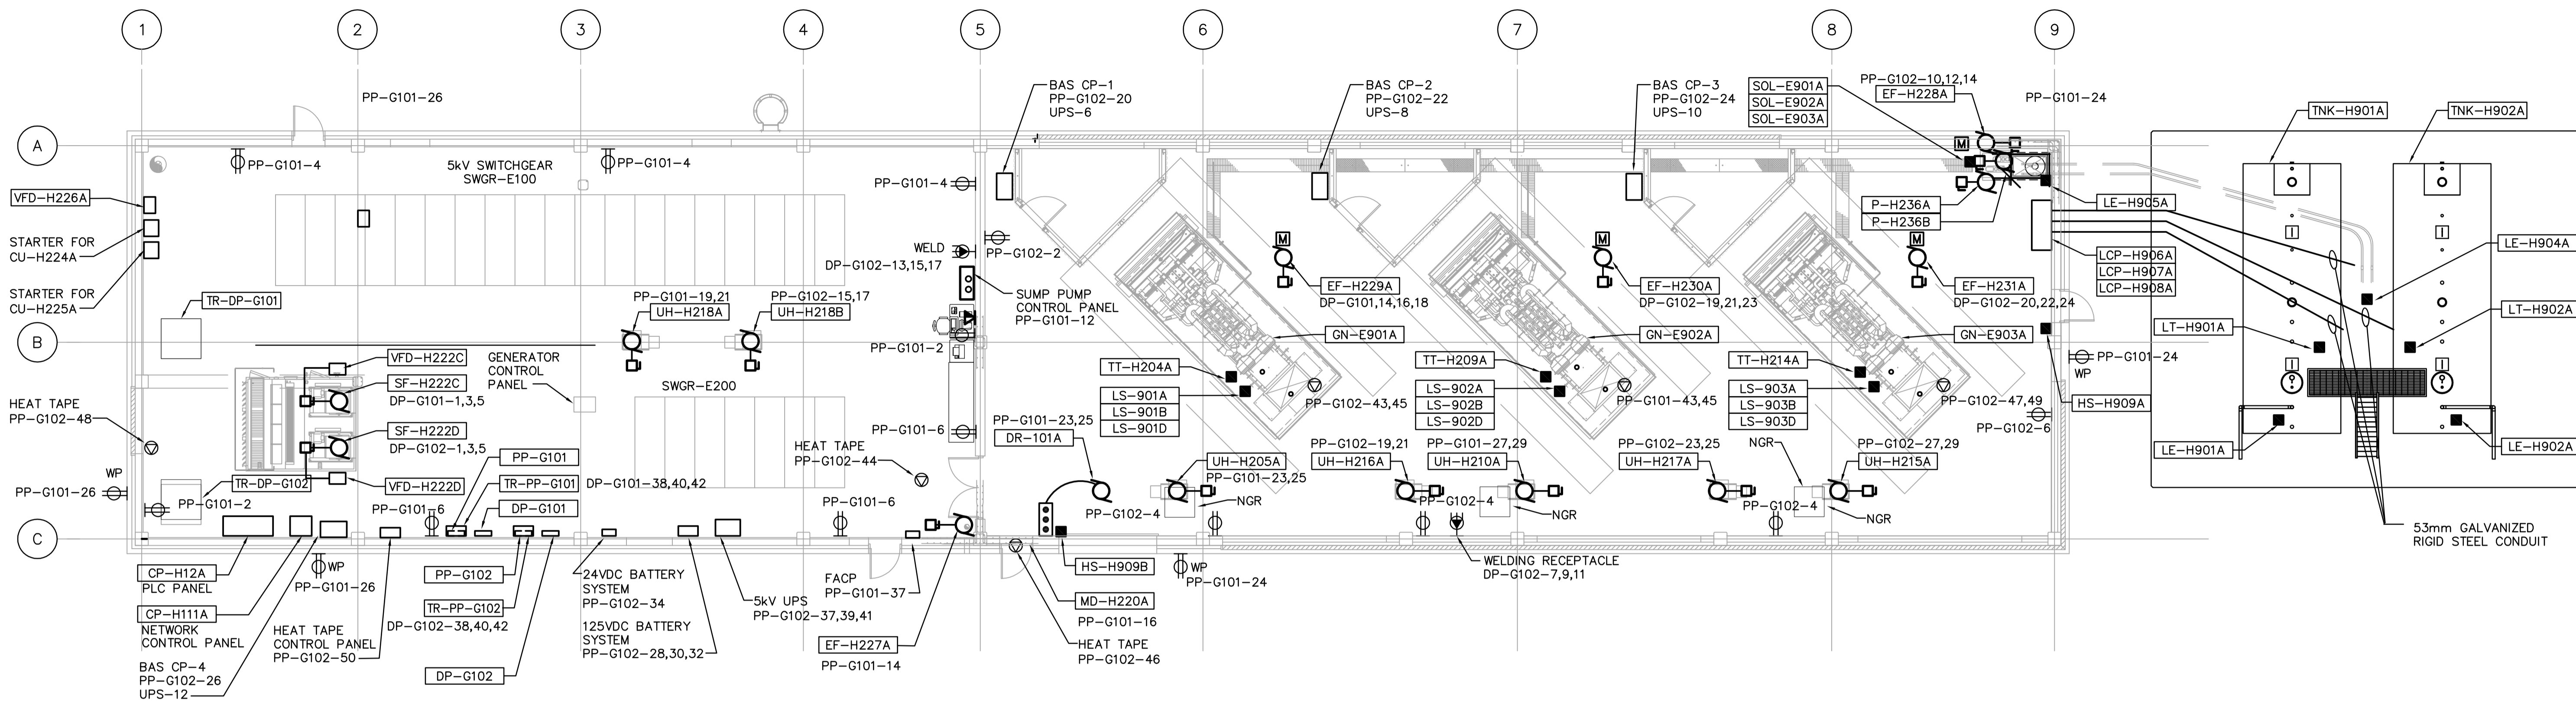 1
2
3
4
5
6
7
8
9
A
B
C
PP-G101-26
PP-G101-4
5kV SWITCHGEAR
SWGR-E100
PP-G101-4
PP-G101-4
VFD-H226A
STARTER FOR
CU-H224A
STARTER FOR
CU-H225A
TR-DP-G101
WELD
DP-G102-13,15,17
PP-G102-2
SUMP PUMP
CONTROL PANEL
PP-G101-12
PP-G101-19,21
UH-H218A
PP-G102-15,17
UH-H218B
PP-G101-2
VFD-H222C
GENERATOR
CONTROL
PANEL
SF-H222C
DP-G101-1,3,5
SWGR-E200
SF-H222D
DP-G102-1,3,5
HEAT TAPE
PP-G102-48
PP-G101-6
HEAT TAPE
PP-G102-44
PP-G101
TR-PP-G101
DP-G101-38,40,42
DP-G101
WP
PP-G101-26
TR-DP-G102
VFD-H222D
PP-G101-2
PP-G101-6
PP-G101-6
WP
PP-G101-26
CP-H12A
PLC PANEL
CP-H111A
NETWORK
CONTROL PANEL
BAS CP-4
PP-G102-26
UPS-12
HEAT TAPE
CONTROL PANEL
PP-G102-50
PP-G102
TR-PP-G102
DP-G102-38,40,42
DP-G102
24VDC BATTERY
SYSTEM
PP-G102-34
125VDC BATTERY
SYSTEM
PP-G102-28,30,32
5kV UPS
PP-G102-37,39,41
FACP
PP-G101-37
EF-H227A
PP-G101-14
BAS CP-1
PP-G102-20
UPS-6
BAS CP-2
PP-G102-22
UPS-8
BAS CP-3
PP-G102-24
UPS-10
SOL-E901A
SOL-E902A
SOL-E903A
PP-G102-10,12,14
EF-H228A
PP-G101-24
M
P-H236A
P-H236B
LE-H905A
M
EF-H229A
DP-G101,14,16,18
M
EF-H230A
DP-G102-19,21,23
M
EF-H231A
DP-G102-20,22,24
LCP-H906A
LCP-H907A
LCP-H908A
GN-E901A
GN-E902A
GN-E903A
TT-H204A
LS-901A
LS-901B
LS-901D
PP-G102-43,45
TT-H209A
LS-902A
LS-902B
LS-902D
PP-G101-43,45
TT-H214A
LS-903A
LS-903B
LS-903D
PP-G102-47,49
PP-G101-24
WP
HS-H909A
PP-G102-6
PP-G101-23,25
DR-101A
UH-H205A
PP-G101-23,25
PP-G102-4
NGR
PP-G102-19,21
UH-H216A
PP-G102-4
PP-G101-27,29
UH-H210A
NGR
PP-G102-23,25
UH-H217A
PP-G102-4
NGR
PP-G102-27,29
UH-H215A
NGR
HS-H909B
MD-H220A
PP-G101-16
HEAT TAPE
PP-G102-46
WP
PP-G101-24
WELDING RECEPTACLE
DP-G102-7,9,11
TNK-H901A
TNK-H902A
LE-H904A
LT-H901A
LT-H902A
LE-H901A
LE-H902A
53mm GALVANIZED
RIGID STEEL CONDUIT